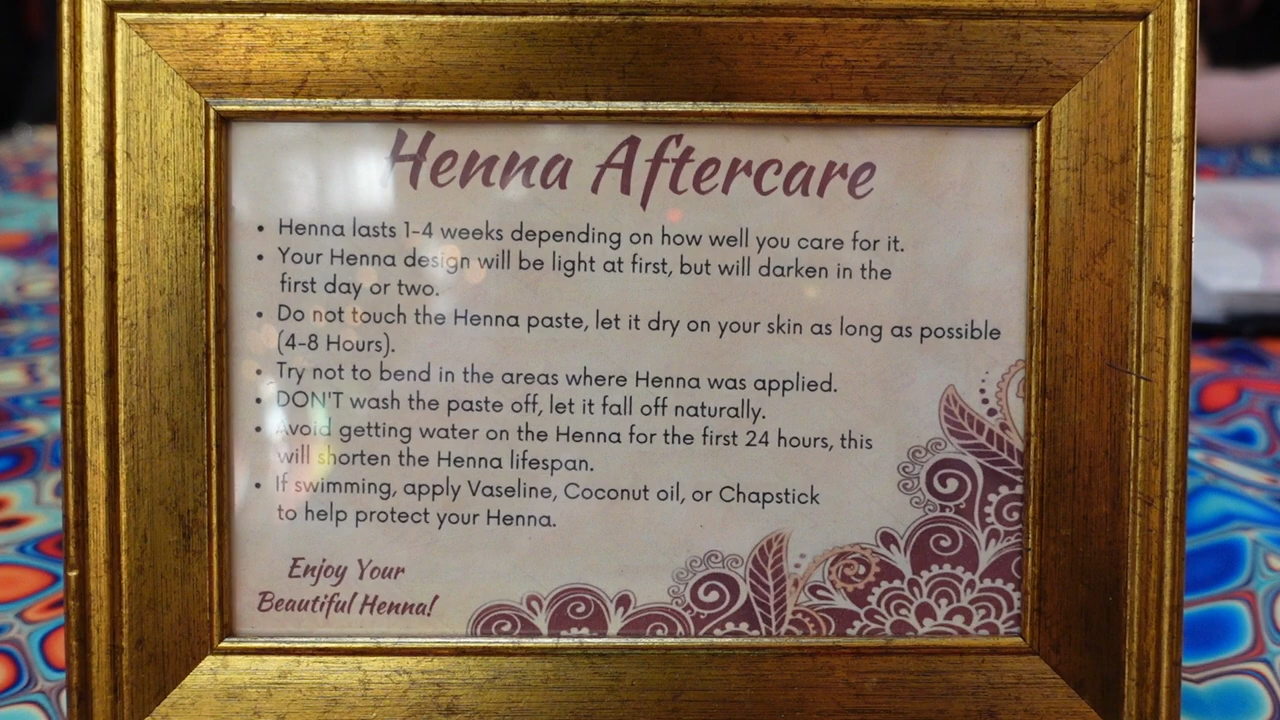 Henna Aftercare
• Henna lasts 1-4 weeks depending on how well you care for it.
• Your Henna design will be light at first, but will darken in the
first day or two.
• Do not touch the Henna paste, let it dry on your skin as long as possible
(4-8 Hours).
• Try not to bend in the areas where Henna was applied.
• DON'T wash the paste off, let it fall off naturally.
• Avoid getting water on the Henna for the first 24 hours, this
will shorten the Henna lifespan.
• If swimming, apply Vaseline, Coconut oil, or Chapstick
to help protect your Henna.
Enjoy Your
Beautiful Henna!